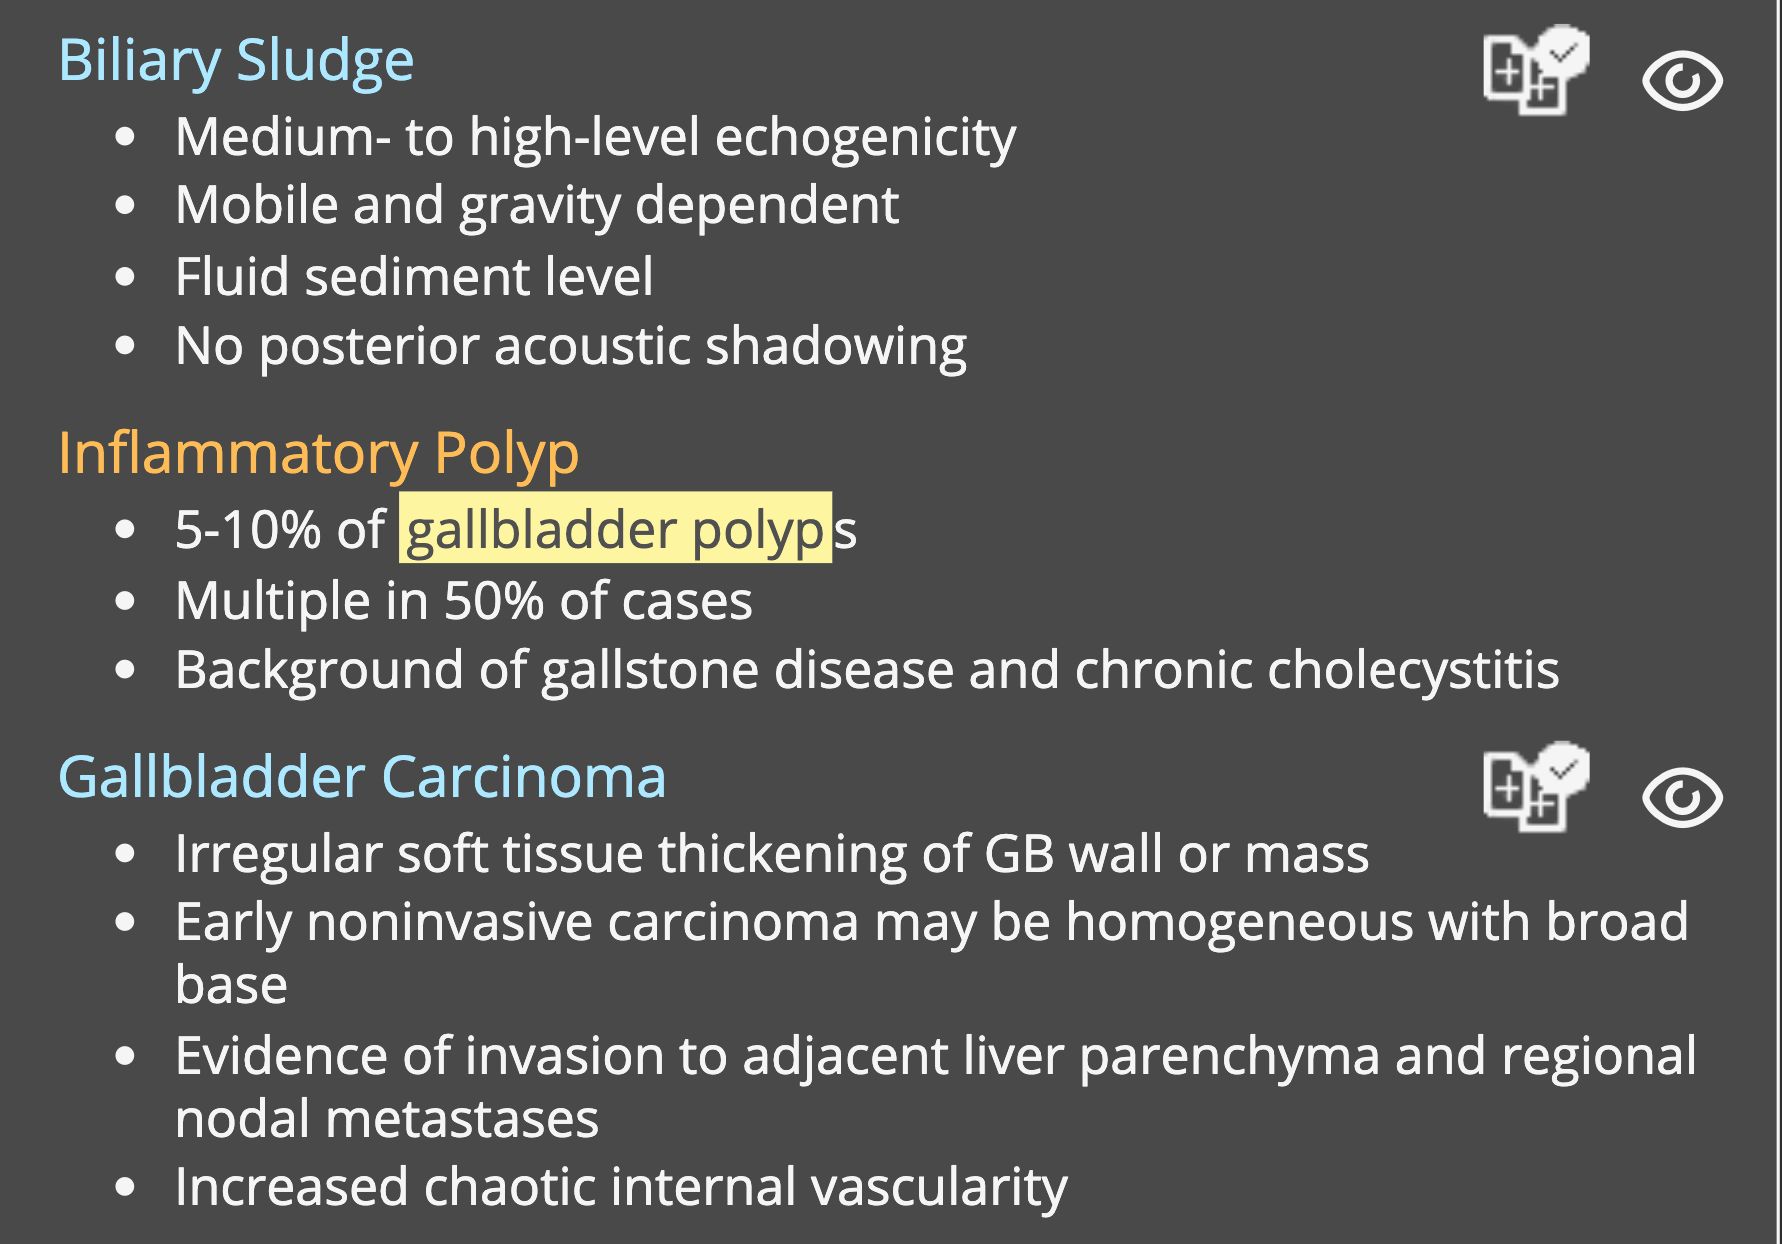 Biliary Sludge
• Medium- to high-level echogenicity
• Mobile and gravity dependent
• Fluid sediment level
• No posterior acoustic shadowing
Inflammatory Polyp
• 5-10% of gallbladder polyps
• Multiple in 50% of cases
• Background of gallstone disease and chronic cholecystitis
Gallbladder Carcinoma
• Irregular soft tissue thickening of GB wall or mass
• Early noninvasive carcinoma may be homogeneous with broad
base
• Evidence of invasion to adjacent liver parenchyma and regional
nodal metastases
• Increased chaotic internal vascularity